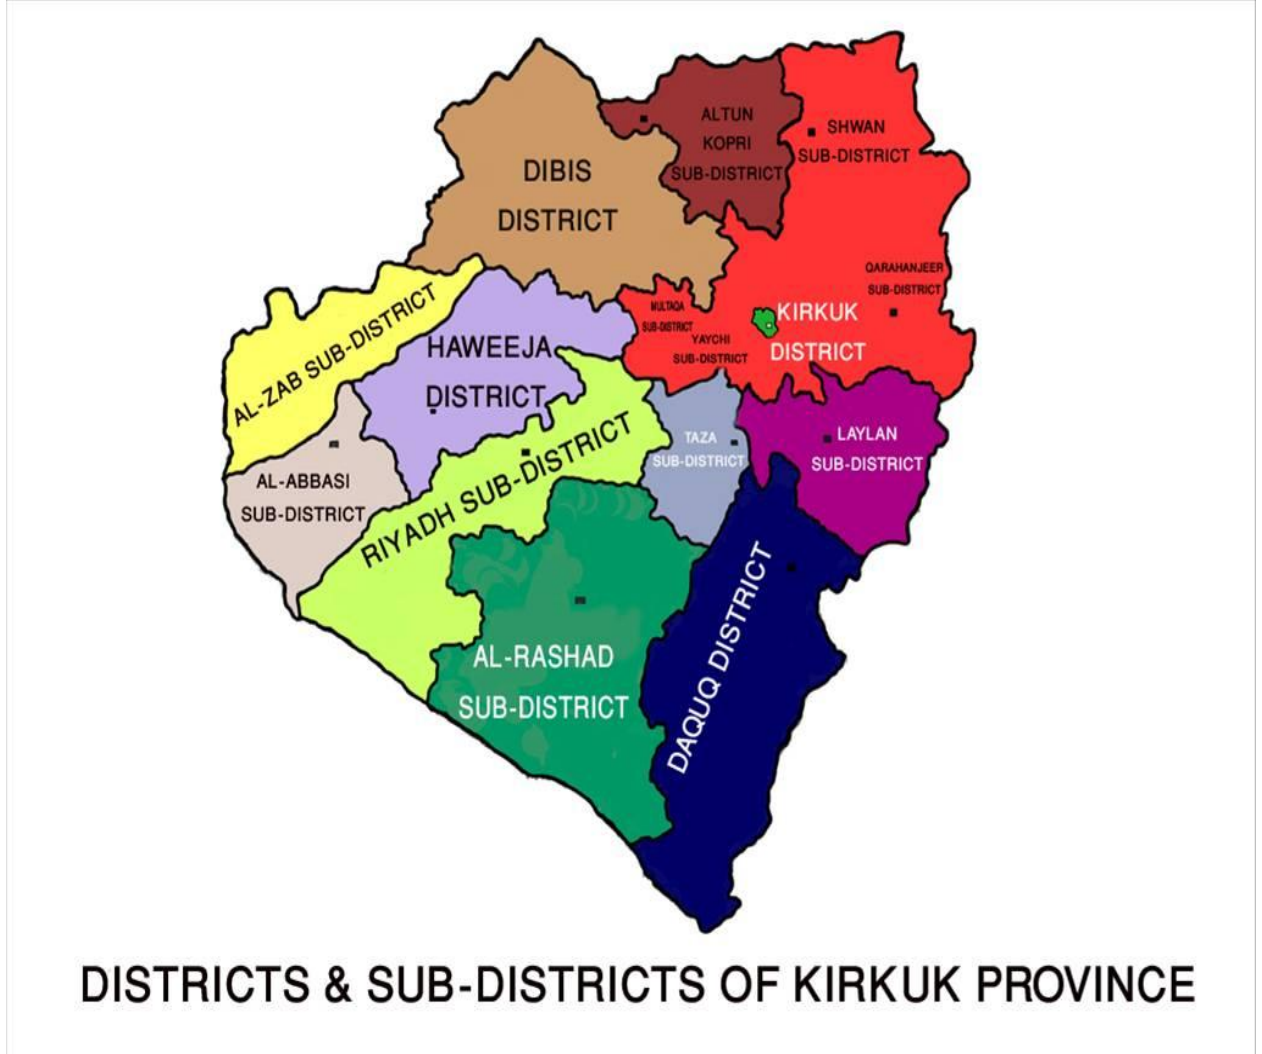 ALTUN
KOPRI
SUB-DISTRICT
SHWAN
SUB-DISTRICT
DIBIS
DISTRICT
QARAHANJEER
SUB-DISTRICT
AL-ZAB SUB-DISTRICT
MULTAQA
SUB-DISTRICT
YAYCHI
SUB-DISTRICT
KIRKUK
DISTRICT
HAWEEJA
DISTRICT
TAZA
SUB-DISTRICT
LAYLAN
SUB-DISTRICT
AL-ABBASI
SUB-DISTRICT
RIYADH SUB-DISTRICT
AL-RASHAD
SUB-DISTRICT
DAQUQ DISTRICT
DISTRICTS & SUB-DISTRICTS OF KIRKUK PROVINCE